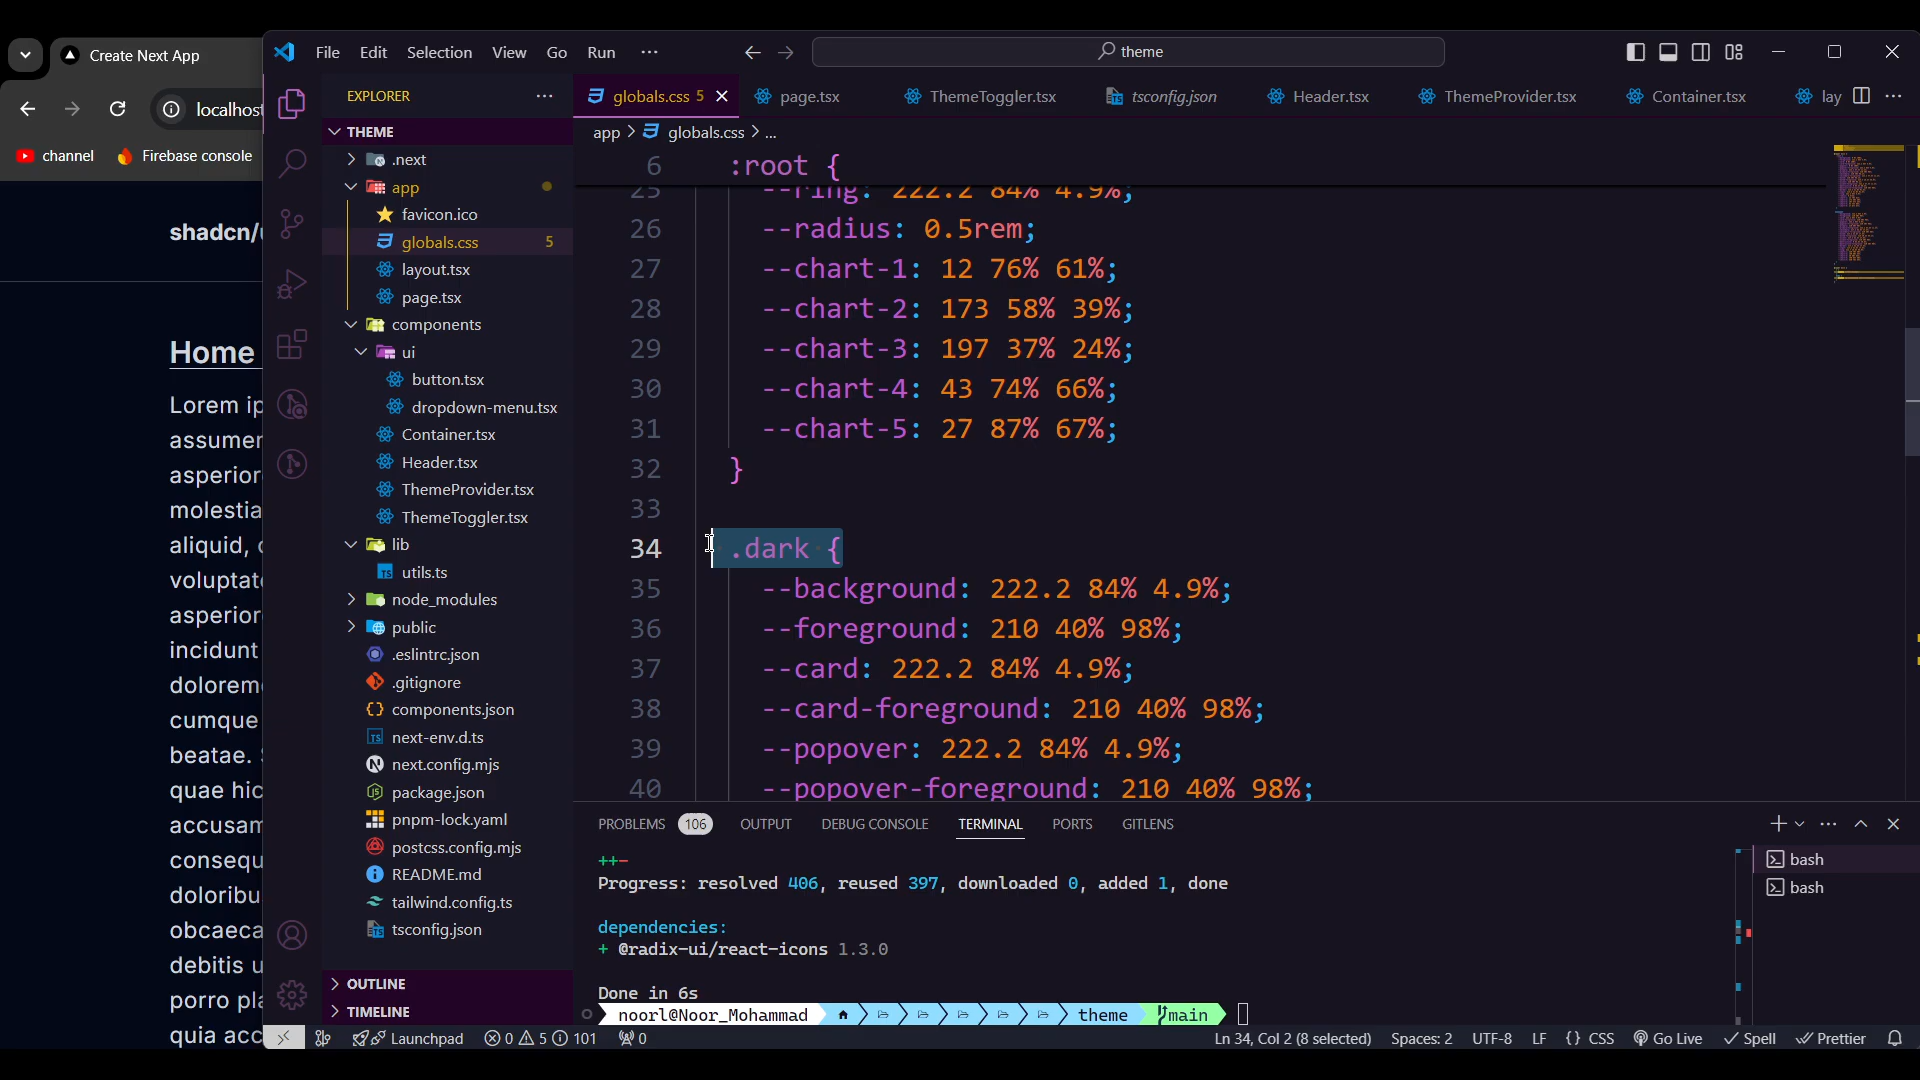 Create Next App
localhost
channel
Firebase console
shadcn/
Home
Lorem ip
assumer
asperior
molestia
aliquid,
voluptat
asperior
incidunt
dolorem
cumque
beatae.
quae hic
accusam
consequ
doloribu
obcaeca
debitis u
porro pla
quia acc
File Edit Selection View Go Run ···
theme
EXPLORER ···
THEME
.next
app
favicon.ico
globals.css 5
layout.tsx
page.tsx
components
ui
button.tsx
dropdown-menu.tsx
Container.tsx
Header.tsx
ThemeProvider.tsx
ThemeToggler.tsx
lib
utils.ts
node_modules
public
.eslintrc.json
.gitignore
components.json
next-env.d.ts
next.config.mjs
package.json
pnpm-lock.yaml
postcss.config.mjs
README.md
tailwind.config.ts
tsconfig.json
OUTLINE
TIMELINE
globals.css 5 page.tsx ThemeToggler.tsx tsconfig.json Header.tsx ThemeProvider.tsx Container.tsx lay ···
app > globals.css > ...
6 :root {
25 --ring: 222.2 84% 4.9%;
26 --radius: 0.5rem;
27 --chart-1: 12 76% 61%;
28 --chart-2: 173 58% 39%;
29 --chart-3: 197 37% 24%;
30 --chart-4: 43 74% 66%;
31 --chart-5: 27 87% 67%;
32 }
33
34 .dark {
35 --background: 222.2 84% 4.9%;
36 --foreground: 210 40% 98%;
37 --card: 222.2 84% 4.9%;
38 --card-foreground: 210 40% 98%;
39 --popover: 222.2 84% 4.9%;
40 --popover-foreground: 210 40% 98%;
PROBLEMS 106 OUTPUT DEBUG CONSOLE TERMINAL PORTS GITLENS
++-
Progress: resolved 406, reused 397, downloaded 0, added 1, done
dependencies:
+ @radix-ui/react-icons 1.3.0
Done in 6s
noorl@Noor_Mohammad theme main
bash
bash
Launchpad 0 5 101 0 Ln 34, Col 2 (8 selected) Spaces: 2 UTF-8 LF {} CSS Go Live Spell Prettier